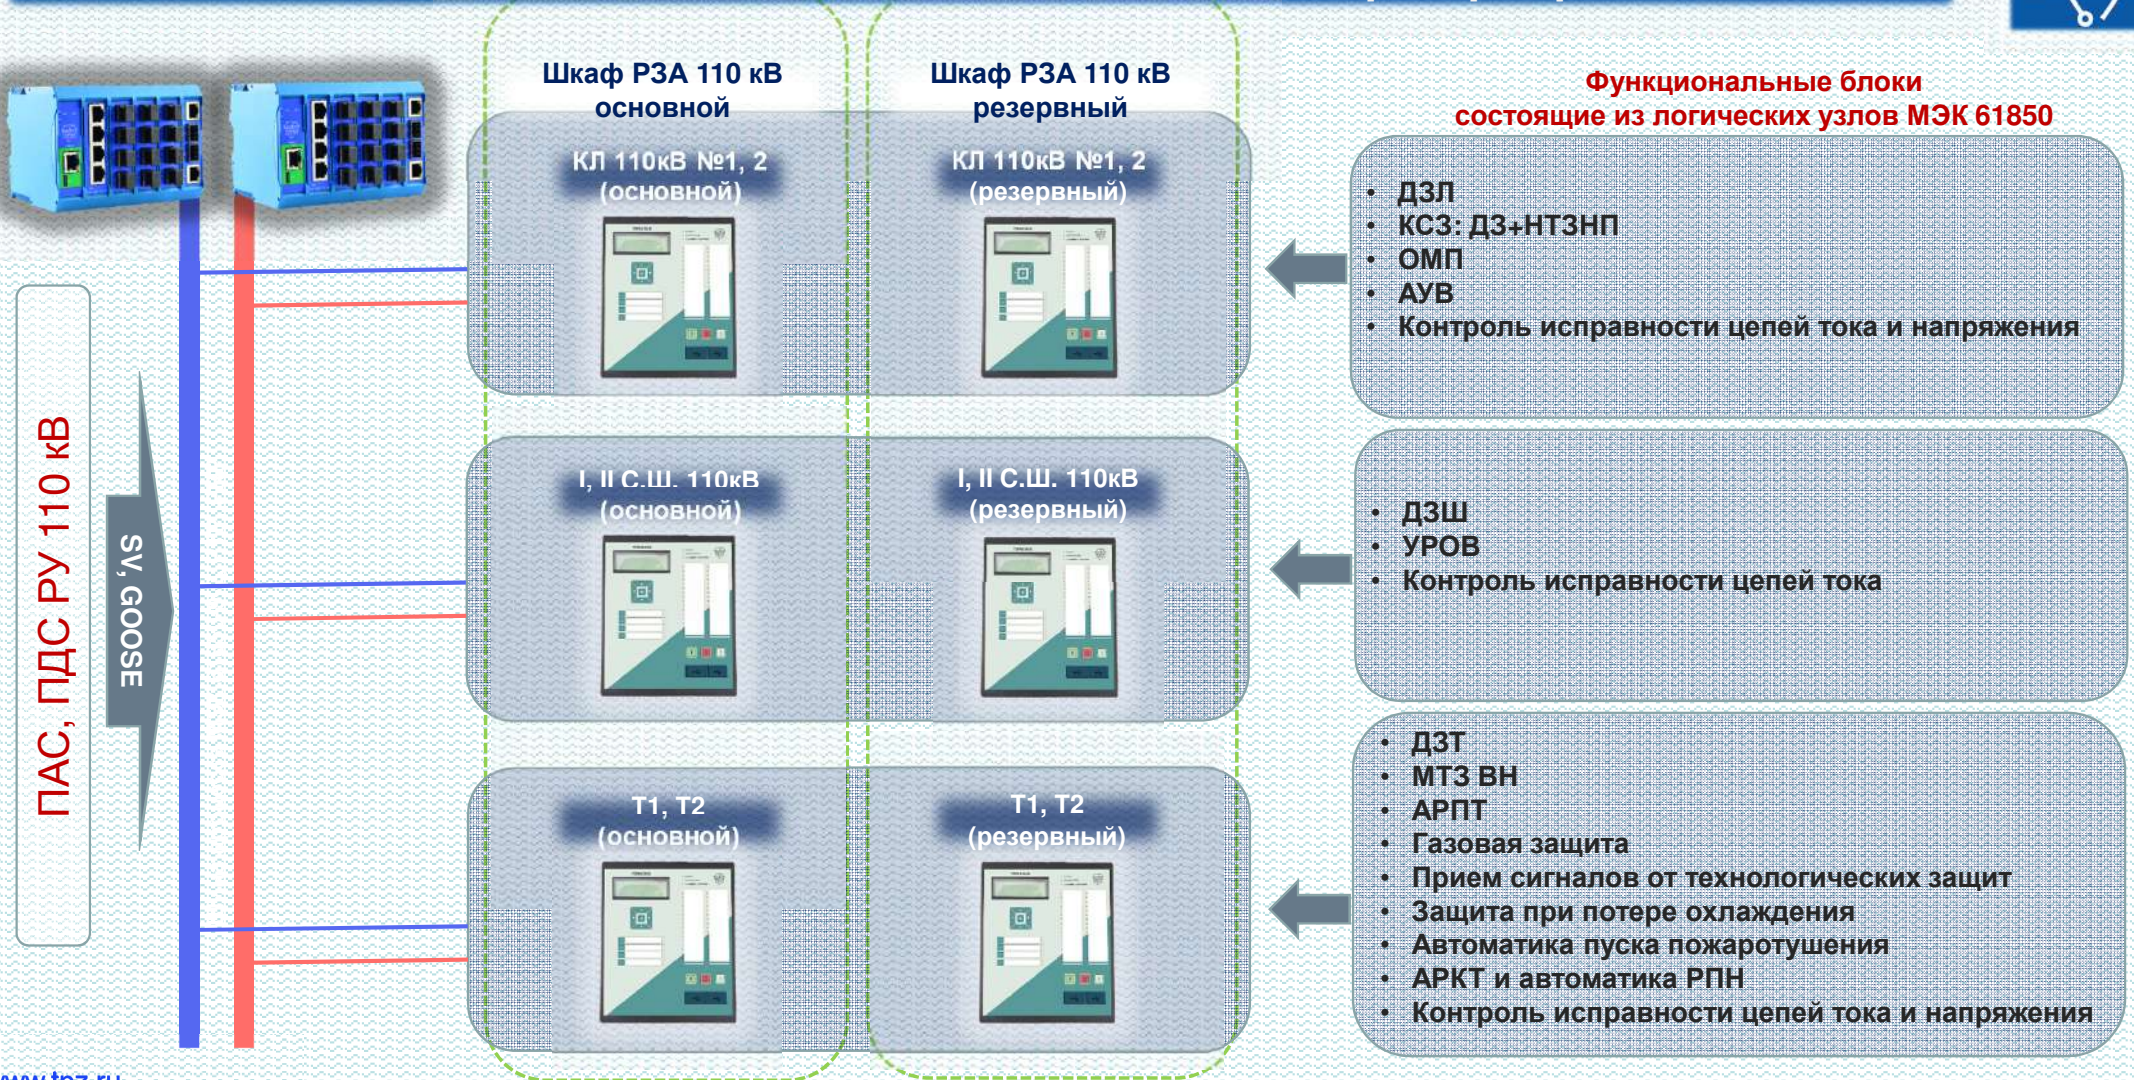 Шкаф РЗА 110 кВ
основной
Шкаф РЗА 110 кВ
резервный
Функциональные блоки
состоящие из логических узлов МЭК 61850
КЛ 110кВ №1, 2
(основной)
КЛ 110кВ №1, 2
(резервный)
• ДЗЛ
• КСЗ: ДЗ+НТЗНП
• ОМП
• АУВ
• Контроль исправности цепей тока и напряжения
ПАС, ПДС РУ 110 кВ
SV, GOOSE
I, II С.Ш. 110кВ
(основной)
I, II С.Ш. 110кВ
(резервный)
• ДЗШ
• УРОВ
• Контроль исправности цепей тока
Т1, Т2
(основной)
Т1, Т2
(резервный)
• ДЗТ
• МТЗ ВН
• АРПТ
• Газовая защита
• Прием сигналов от технологических защит
• Защита при потере охлаждения
• Автоматика пуска пожаротушения
• АРКТ и автоматика РПН
• Контроль исправности цепей тока и напряжения
www.tpz.ru